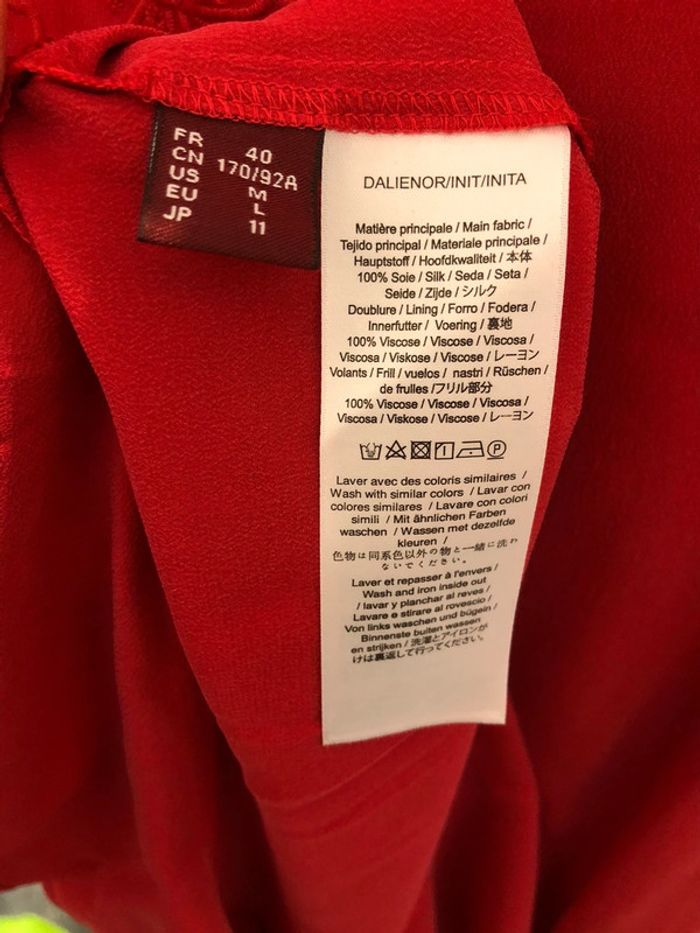 FR 40
CN 170/92A
US M
EU L
JP 11
DALIENOR/INIT/INITA
Matière principale / Main fabric /
Tejido principal / Materiale principale /
Hauptstoff / Hoofdkwaliteit / 本体
100% Soie / Silk / Seda / Seta /
Seide / Zijde / シルク
Doublure / Lining / Forro / Fodera /
Innerfutter / Voering / 裏地
100% Viscose / Viscose / Viscosa /
Viscosa / Viskose / Viscose / レーヨン
Volants / Frill / vuelos / nastri / Rüschen /
de frulles /フリル部分
100% Viscose / Viscose / Viscosa /
Viscosa / Viskose / Viscose / レーヨン
Laver avec des coloris similaires /
Wash with similar colors / Lavar con
colores similares / Lavare con colori
simili / Mit ähnlichen Farben
waschen / Wassen met dezelfde
kleuren /
色物は同系色以外の物と一緒に洗わ
ないでください。
Laver et repasser à l'envers /
Wash and iron inside out
/ lavar y planchar al reves /
Lavare e stirare al rovescio /
Von links waschen und bügeln /
Binnenste buiten wassen
en strijken / 洗濯とアイロンが
けは裏返して行ってください。